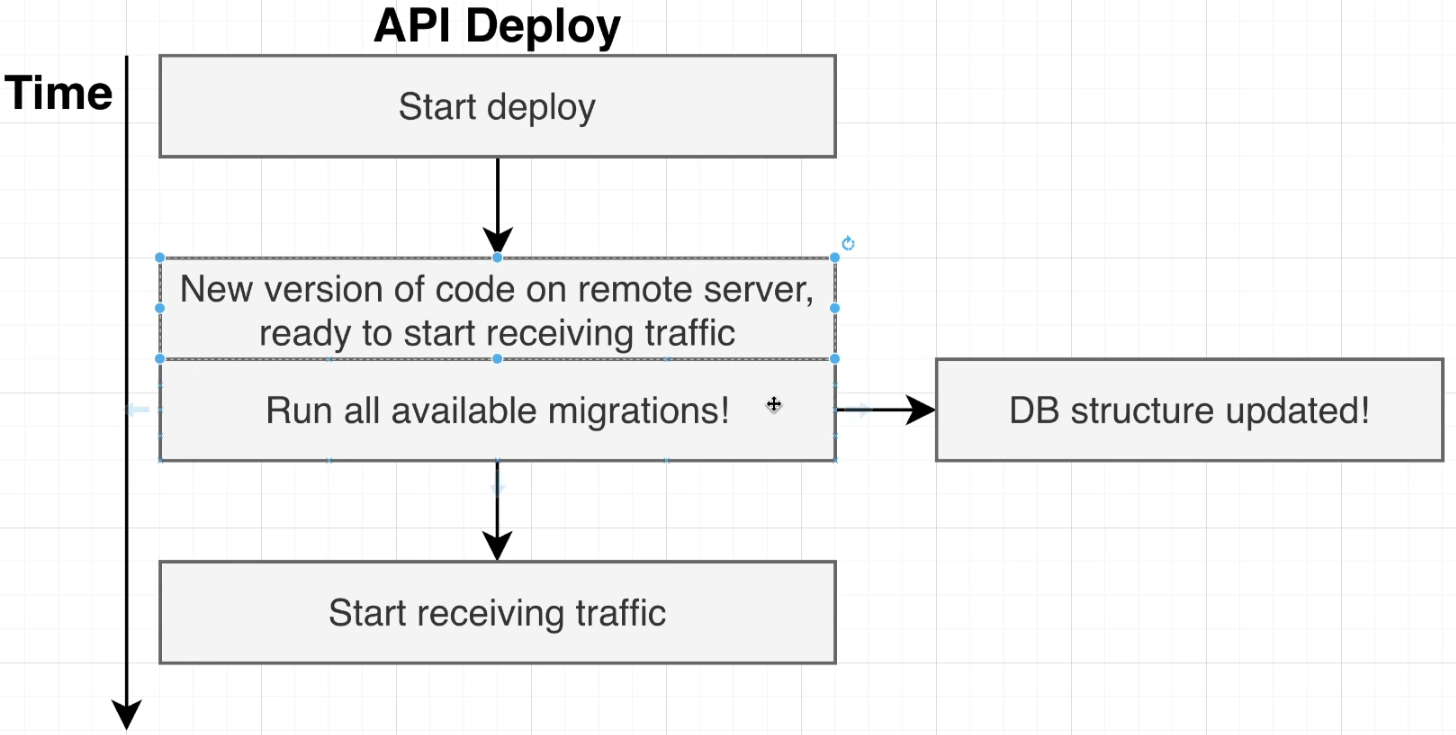 API Deploy
Time
Start deploy
New version of code on remote server,
ready to start receiving traffic
Run all available migrations!
DB structure updated!
Start receiving traffic